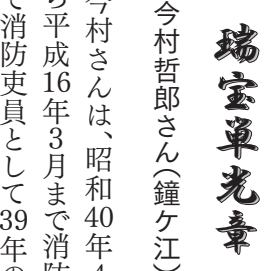 瑞宝単光章
今村哲郎さん(鐘ケ江)
今村さんは、昭和40年4
ら平成16年3月まで消防
て消防吏員として39年の